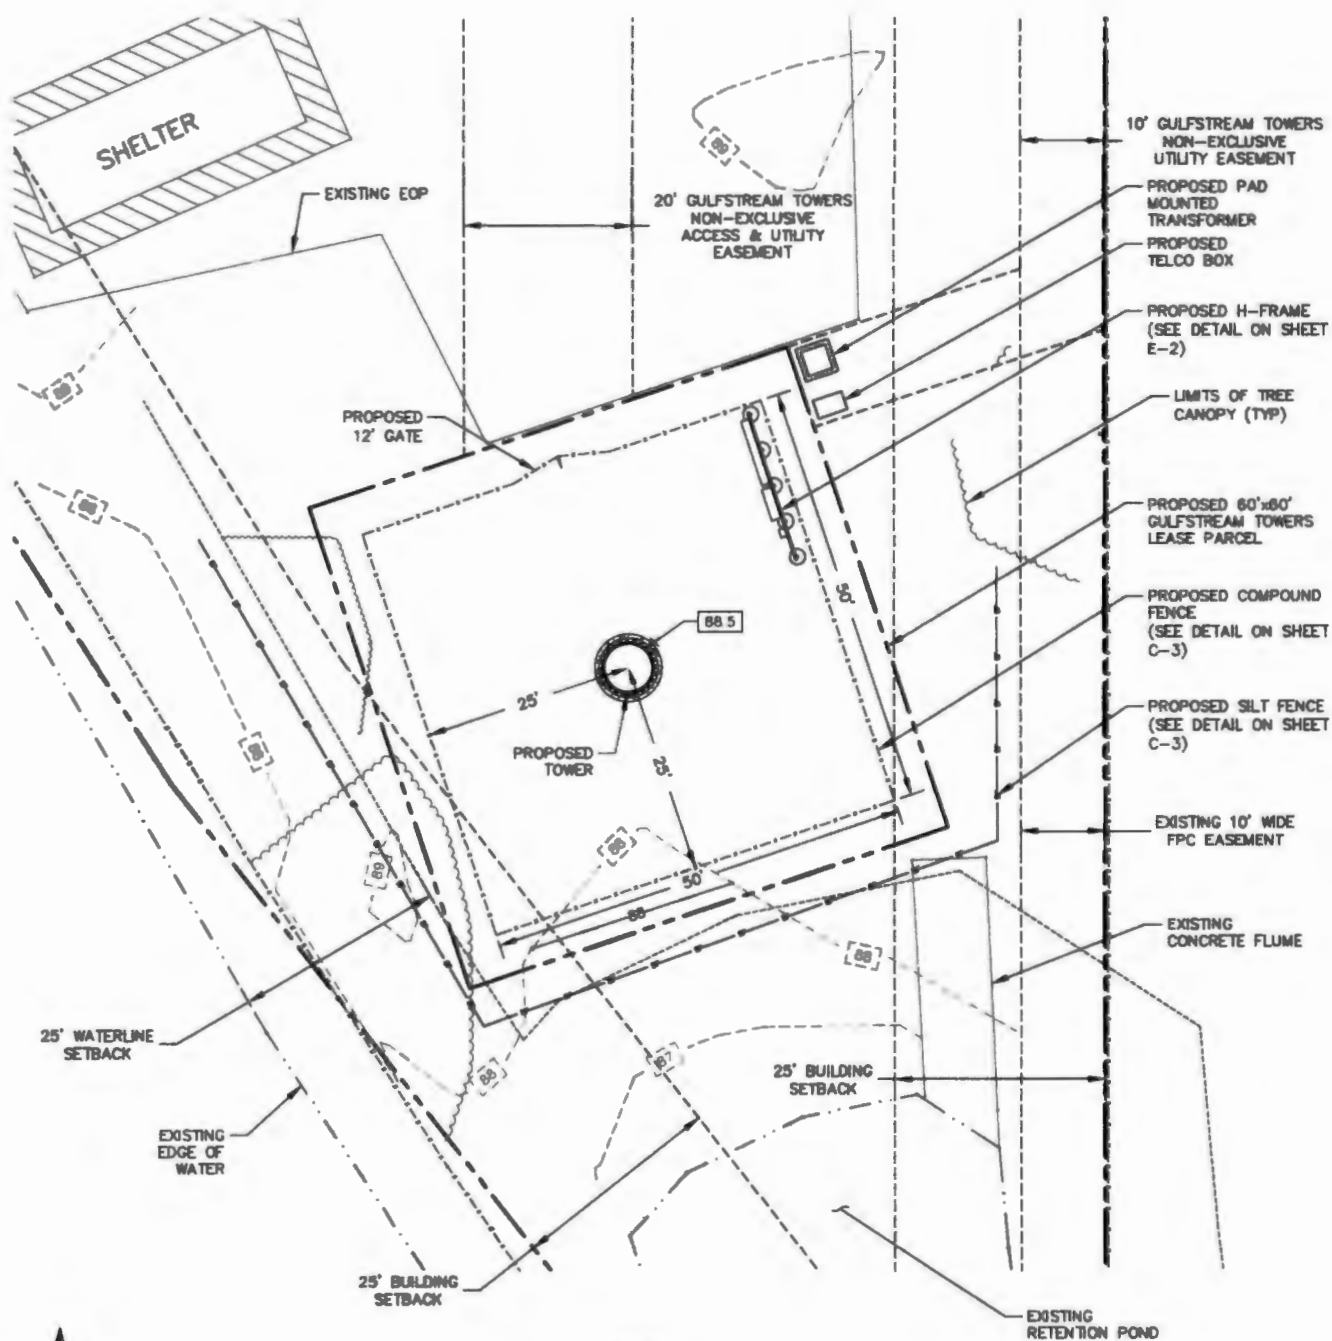 SHELTER
EXISTING EOP
20' GULFSTREAM TOWERS
NON-EXCLUSIVE
ACCESS & UTILITY
EASEMENT
89
10' GULFSTREAM TOWERS
NON-EXCLUSIVE
UTILITY EASEMENT
PROPOSED PAD
MOUNTED
TRANSFORMER
PROPOSED
TELCO BOX
PROPOSED H-FRAME
(SEE DETAIL ON SHEET
E-2)
LIMITS OF TREE
CANOPY (TYP)
PROPOSED 60'x60'
GULFSTREAM TOWERS
LEASE PARCEL
PROPOSED COMPOUND
FENCE
(SEE DETAIL ON SHEET
C-3)
PROPOSED SILT FENCE
(SEE DETAIL ON SHEET
C-3)
EXISTING 10' WIDE
FPC EASEMENT
EXISTING
CONCRETE FLUME
PROPOSED
12' GATE
50'
88.5
25'
PROPOSED
TOWER
25'
88
50'
89
88
88
87
25' WATERLINE
SETBACK
25' BUILDING
SETBACK
EXISTING
EDGE OF
WATER
25' BUILDING
SETBACK
EXISTING
RETENTION POND